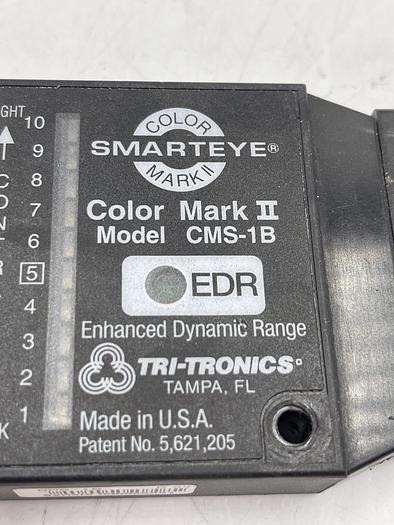 GHT
10
9
8
7
6
5
4
3
2
1
COLOR
SMARTEYE®
MARK II
Color Mark II
Model CMS-1B
EDR
Enhanced Dynamic Range
TRI-TRONICS®
TAMPA, FL
Made in U.S.A.
Patent No. 5,621,205